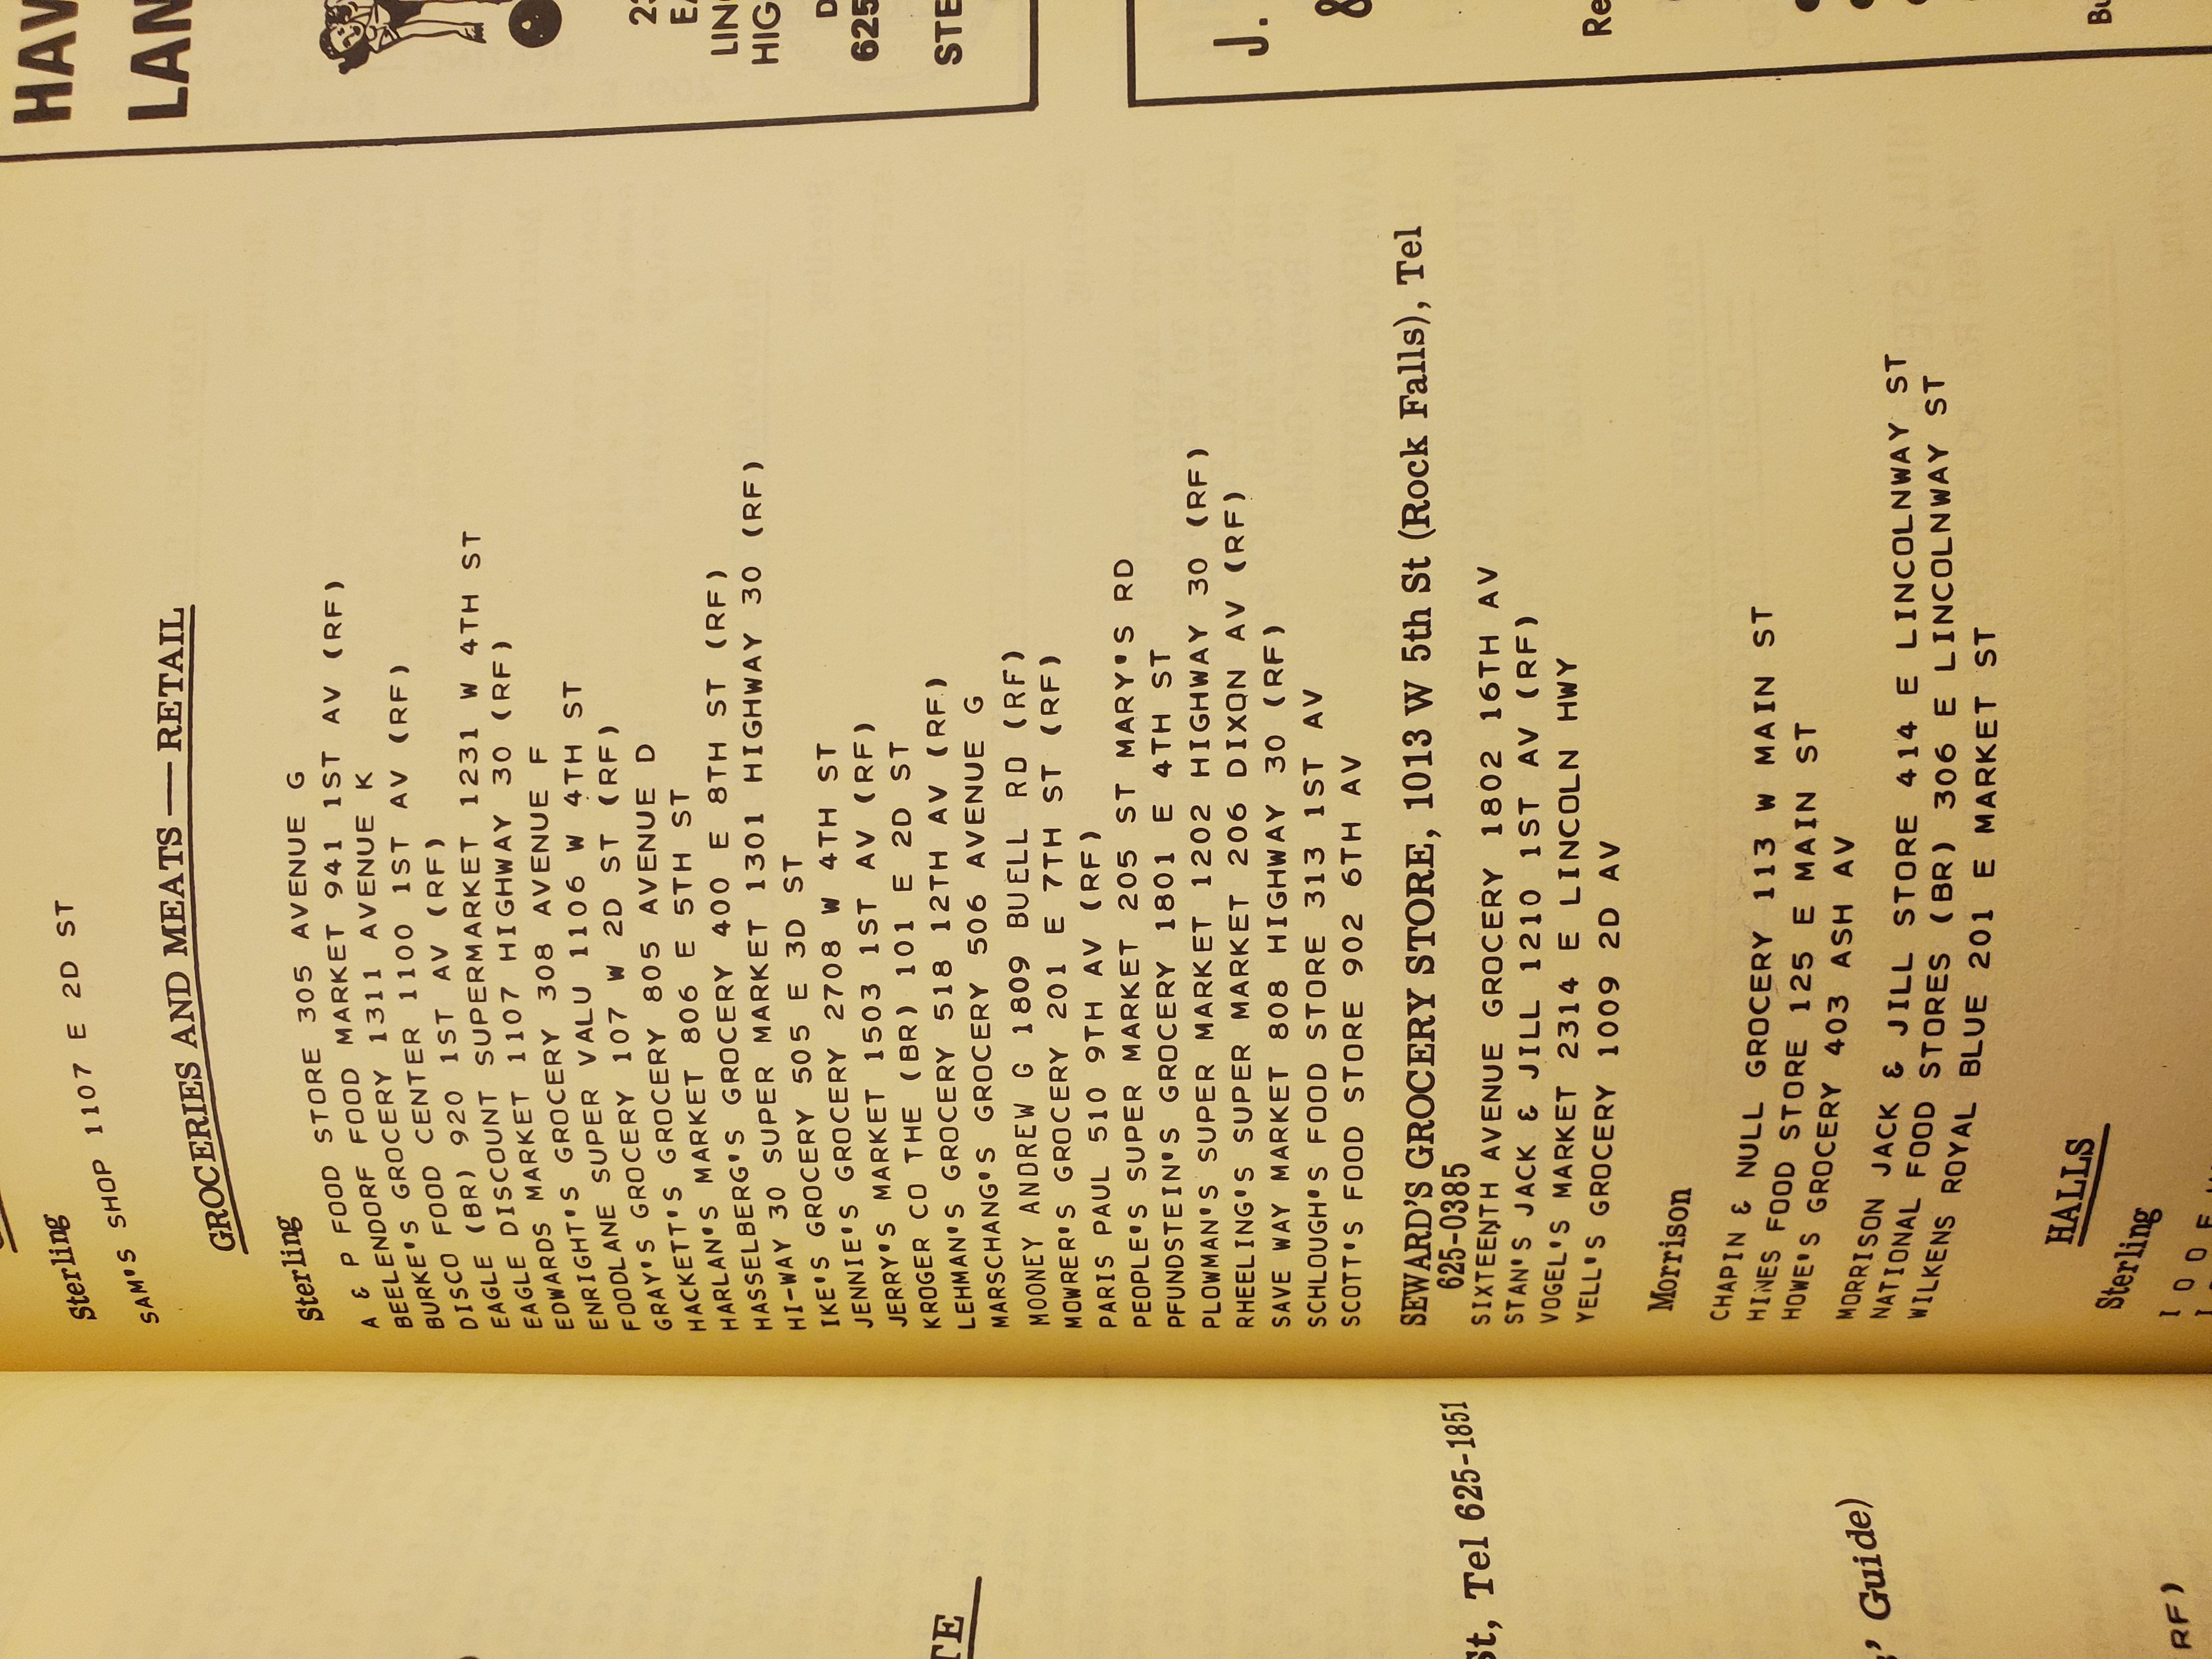 Sterling
SAM'S SHOP 1107 E 2D ST
GROCERIES AND MEATS — RETAIL
Sterling
A & P FOOD STORE 305 AVENUE G
BEELENDORF FOOD MARKET 941 1ST AV (RF)
BURKE'S GROCERY 1311 AVENUE K
DISCO FOOD CENTER 1100 1ST AV (RF)
EAGLE (BR) 920 1ST AV (RF)
EAGLE DISCOUNT SUPERMARKET 1231 W 4TH ST
EDWARDS MARKET 1107 HIGHWAY 30 (RF)
ENRIGHT'S GROCERY 308 AVENUE F
FOODLANE SUPER VALU 1106 W 4TH ST
GRAY'S GROCERY 107 W 2D ST (RF)
HACKETT'S GROCERY 805 AVENUE D
HARLAN'S MARKET 806 E 5TH ST
HASSELBERG'S GROCERY 400 E 8TH ST (RF)
HI-WAY 30 SUPER MARKET 1301 HIGHWAY 30 (RF)
IKE'S GROCERY 505 E 3D ST
JENNIE'S GROCERY 2708 W 4TH ST
JERRY'S MARKET 1503 1ST AV (RF)
KROGER CO THE (BR) 101 E 2D ST
LEHMAN'S GROCERY 518 12TH AV (RF)
MARSCHANG'S GROCERY 506 AVENUE G
MOONEY ANDREW G 1809 BUELL RD (RF)
MOWRER'S GROCERY 201 E 7TH ST (RF)
PARIS PAUL 510 9TH AV (RF)
PEOPLE'S SUPER MARKET 205 ST MARY'S RD
PFUNDSTEIN'S GROCERY 1801 E 4TH ST
PLOWMAN'S SUPER MARKET 1202 HIGHWAY 30 (RF)
RHEELING'S SUPER MARKET 206 DIXON AV (RF)
SAVE WAY MARKET 808 HIGHWAY 30 (RF)
SCHLOUGH'S FOOD STORE 313 1ST AV
SCOTT'S FOOD STORE 902 6TH AV
SEWARD'S GROCERY STORE, 1013 W 5th St (Rock Falls), Tel
625-0385
SIXTEENTH AVENUE GROCERY 1802 16TH AV
STAN'S JACK & JILL 1210 1ST AV (RF)
VOGEL'S MARKET 2314 E LINCOLN HWY
YELL'S GROCERY 1009 2D AV
Morrison
CHAPIN & NULL GROCERY 113 W MAIN ST
HINES FOOD STORE 125 E MAIN ST
HOWE'S GROCERY 403 ASH AV
MORRISON JACK & JILL STORE 414 E LINCOLNWAY ST
NATIONAL FOOD STORES (BR) 306 E LINCOLNWAY ST
WILKENS ROYAL BLUE 201 E MARKET ST
HALLS
Sterling
I O O F
HAV
LAN
LIN
HIG
625
STE
J.
&
Re
Bu
TE
St, Tel 625-1851
' Guide)
RF)